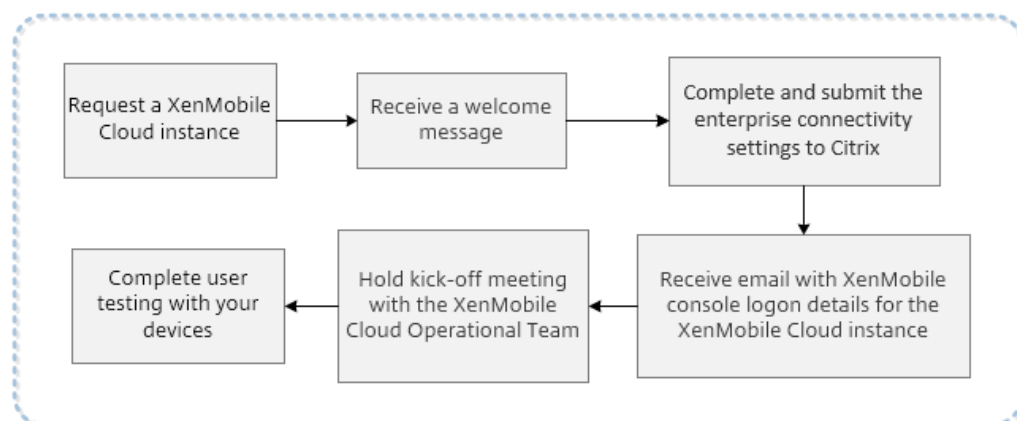 Request a XenMobile
Cloud instance
Receive a welcome
message
Complete and submit the
enterprise connectivity
settings to Citrix
Receive email with XenMobile
console logon details for the
XenMobile Cloud instance
Hold kick-off meeting
with the XenMobile
Cloud Operational Team
Complete user
testing with your
devices